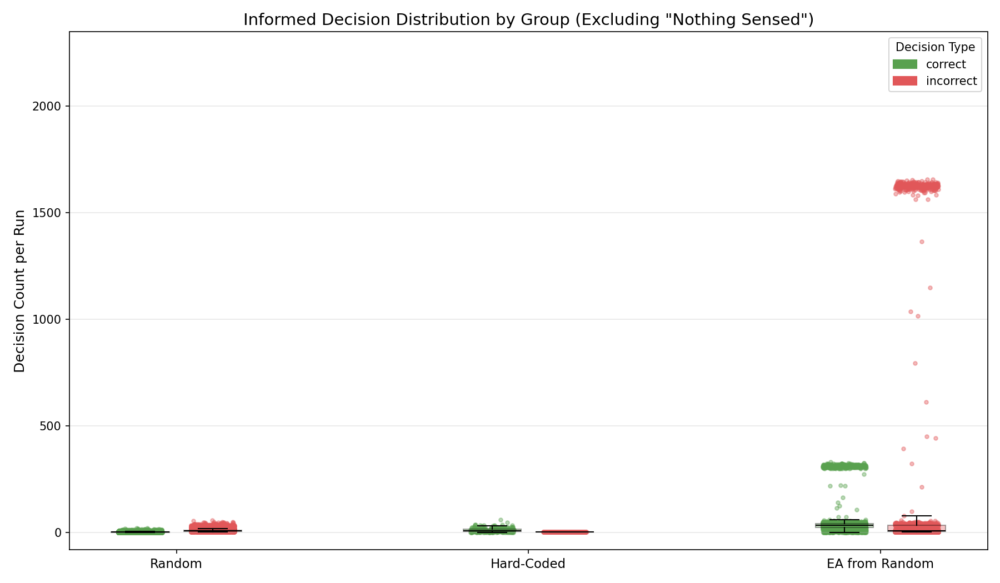 Informed Decision Distribution by Group (Excluding "Nothing Sensed")
Decision Type
correct
incorrect
Decision Count per Run
2000
1500
1000
500
0
Random
Hard-Coded
EA from Random